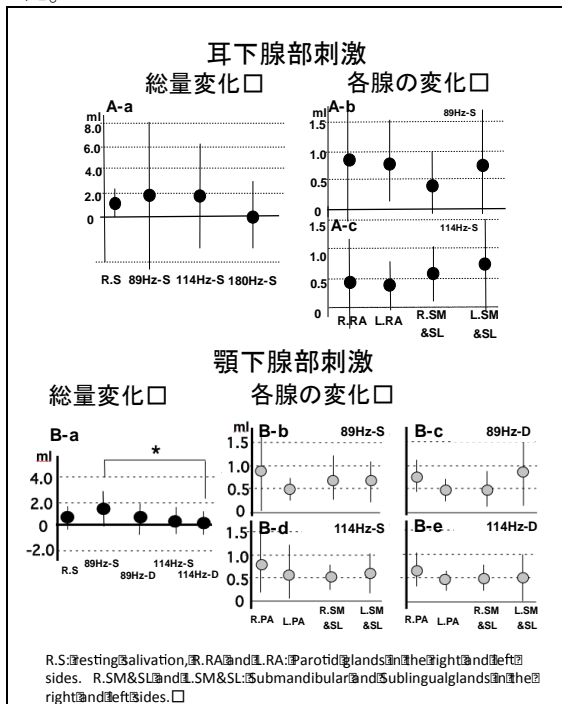 耳下腺部刺激
総量変化□
各腺の変化□
A-a
ml
8.0
6.0
4.0
2.0
0
R.S 89Hz-S 114Hz-S 180Hz-S
A-b
89Hz-S
ml
1.5
1.0
0.5
0
A-c
114Hz-S
1.5
1.0
0.5
0
R.RA L.RA R.SM L.SM
&SL &SL
顎下腺部刺激
総量変化□
各腺の変化□
B-a
ml
4.0
2.0
0
-2.0
*
R.S 89Hz-S 89Hz-D 114Hz-S 114Hz-D
ml
B-b 89Hz-S
1.5
1.0
0.5
B-c 89Hz-D
B-d 114Hz-S
1.5
1.0
0.5
0
B-e 114Hz-D
R.PA L.PA R.SM L.SM
&SL &SL
R.PA L.PA R.SM L.SM
&SL &SL
R.S: resting salivation, R.RA and L.RA: Parotid glands in the right and left
sides. R.SM&SL and L.SM&SL: Submandibular and Sublingualglands in the
right and left sides.□